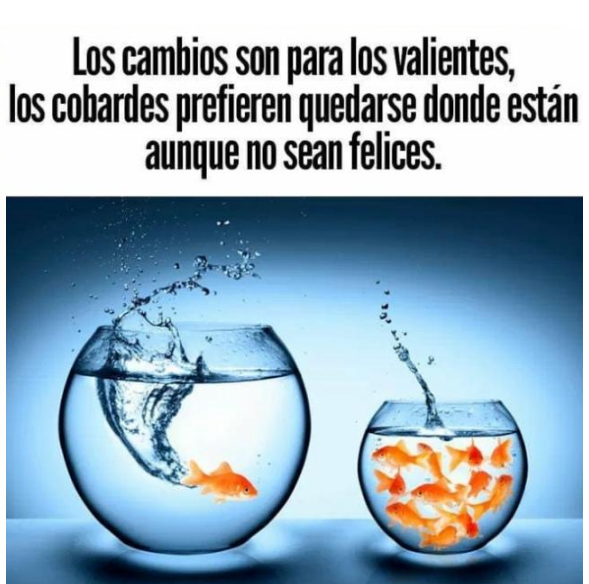 Los cambios son para los valientes,
los cobardes prefieren quedarse donde están
aunque no sean felices.